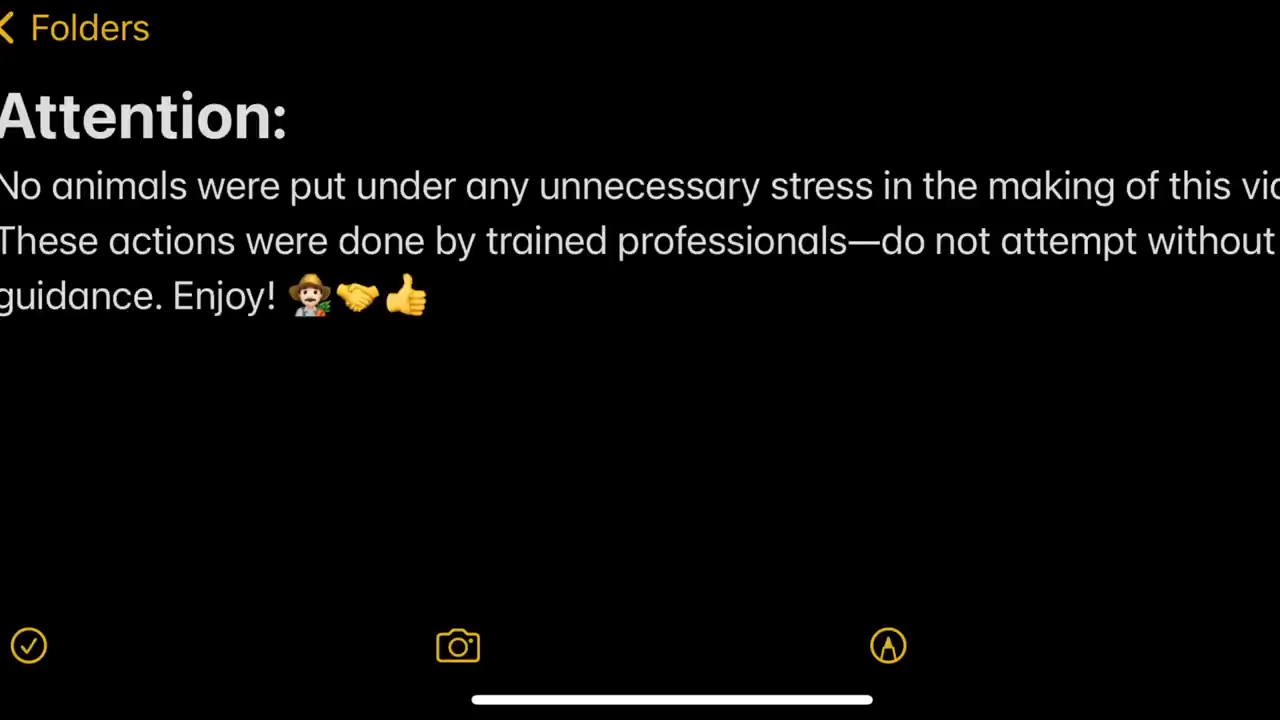 Folders
Attention:
No animals were put under any unnecessary stress in the making of this
These actions were done by trained professionals—do not attempt without
guidance. Enjoy! 👨🏻‍🌾🤝👍